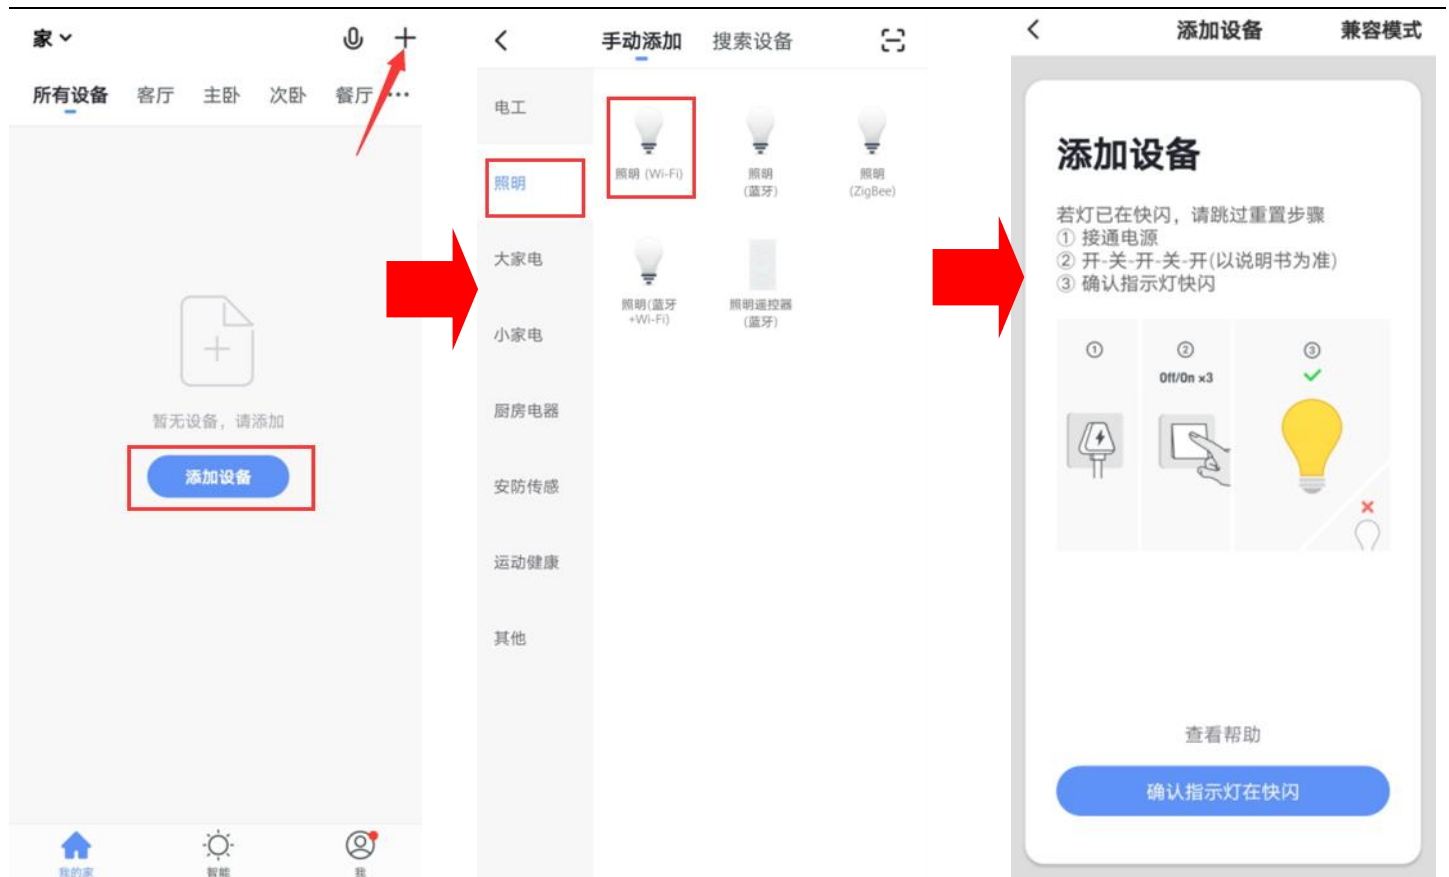 家
所有设备 客厅 主卧 次卧 餐厅 ...
暂无设备，请添加
添加设备
我的家 智能 我
手动添加 搜索设备
电工
照明
大家电
小家电
厨房电器
安防传感
运动健康
其他
照明 (Wi-Fi)
照明
(蓝牙)
照明
(ZigBee)
照明(蓝牙
+Wi-Fi)
照明遥控器
(蓝牙)
添加设备 兼容模式
添加设备
若灯已在快闪，请跳过重置步骤
① 接通电源
② 开-关-开-关-开(以说明书为准)
③ 确认指示灯快闪
① ② ③
Off/On ×3
查看帮助
确认指示灯在快闪